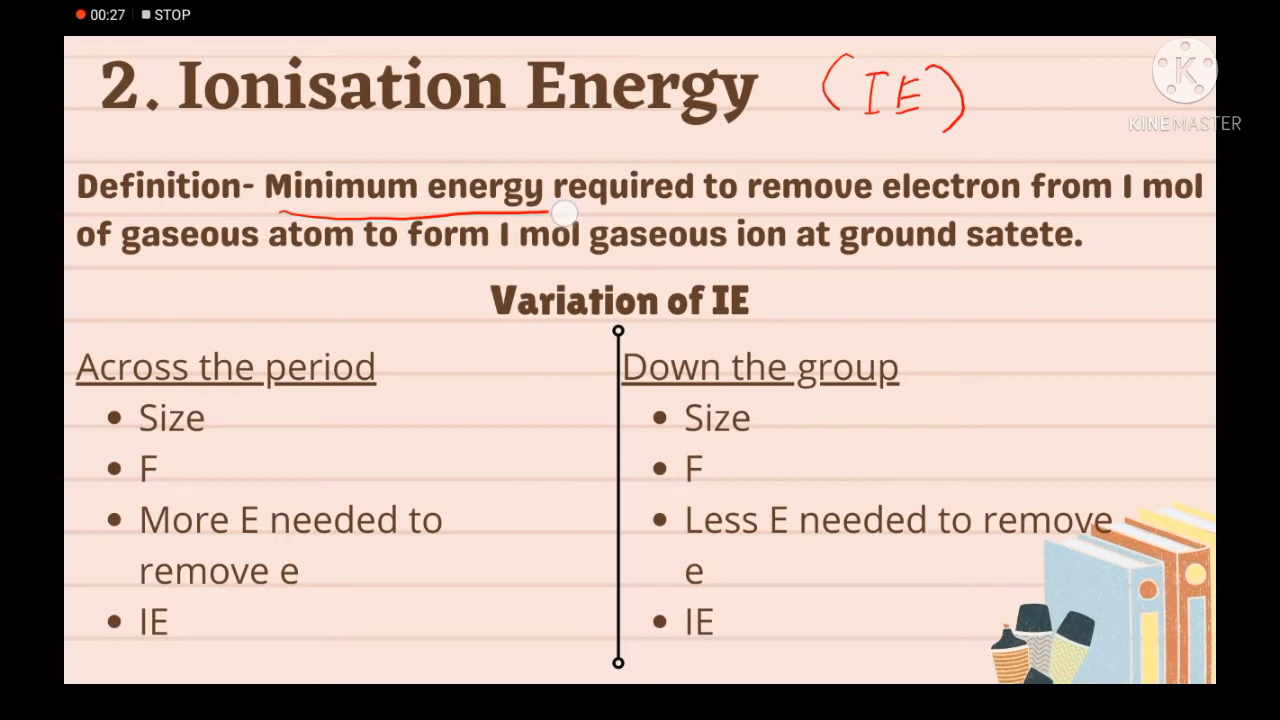 00:27 STOP
2. Ionisation Energy (IE)
K
KINEMASTER
Definition- Minimum energy required to remove electron from 1 mol
of gaseous atom to form 1 mol gaseous ion at ground satete.
Variation of IE
Across the period
• Size
• F
• More E needed to
remove e
• IE
Down the group
• Size
• F
• Less E needed to remove
e
• IE